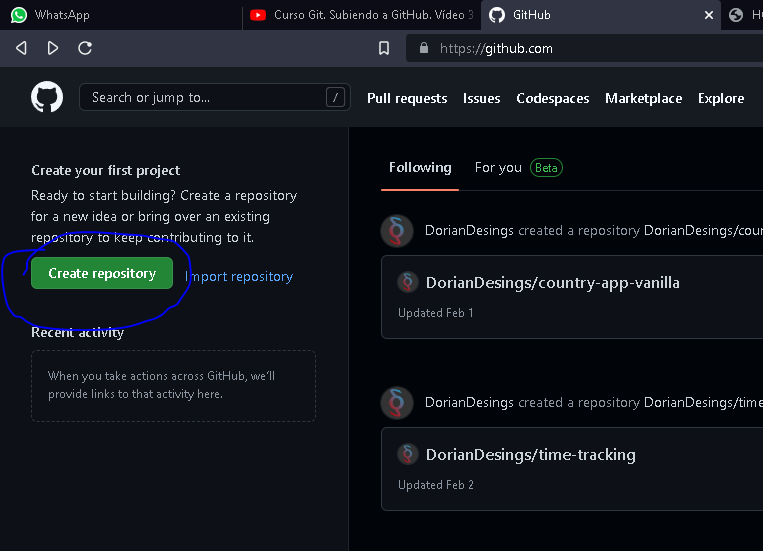 WhatsApp
Curso Git. Subiendo a GitHub. Vídeo 3
GitHub
https://github.com
Search or jump to...
/
Pull requests
Issues
Codespaces
Marketplace
Explore
Create your first project
Ready to start building? Create a repository
for a new idea or bring over an existing
repository to keep contributing to it.
Create repository
Import repository
Recent activity
When you take actions across GitHub, we'll
provide links to that activity here.
Following
For you
Beta
DorianDesings created a repository DorianDesings/cou
DorianDesings/country-app-vanilla
Updated Feb 1
DorianDesings created a repository DorianDesings/time
DorianDesings/time-tracking
Updated Feb 2